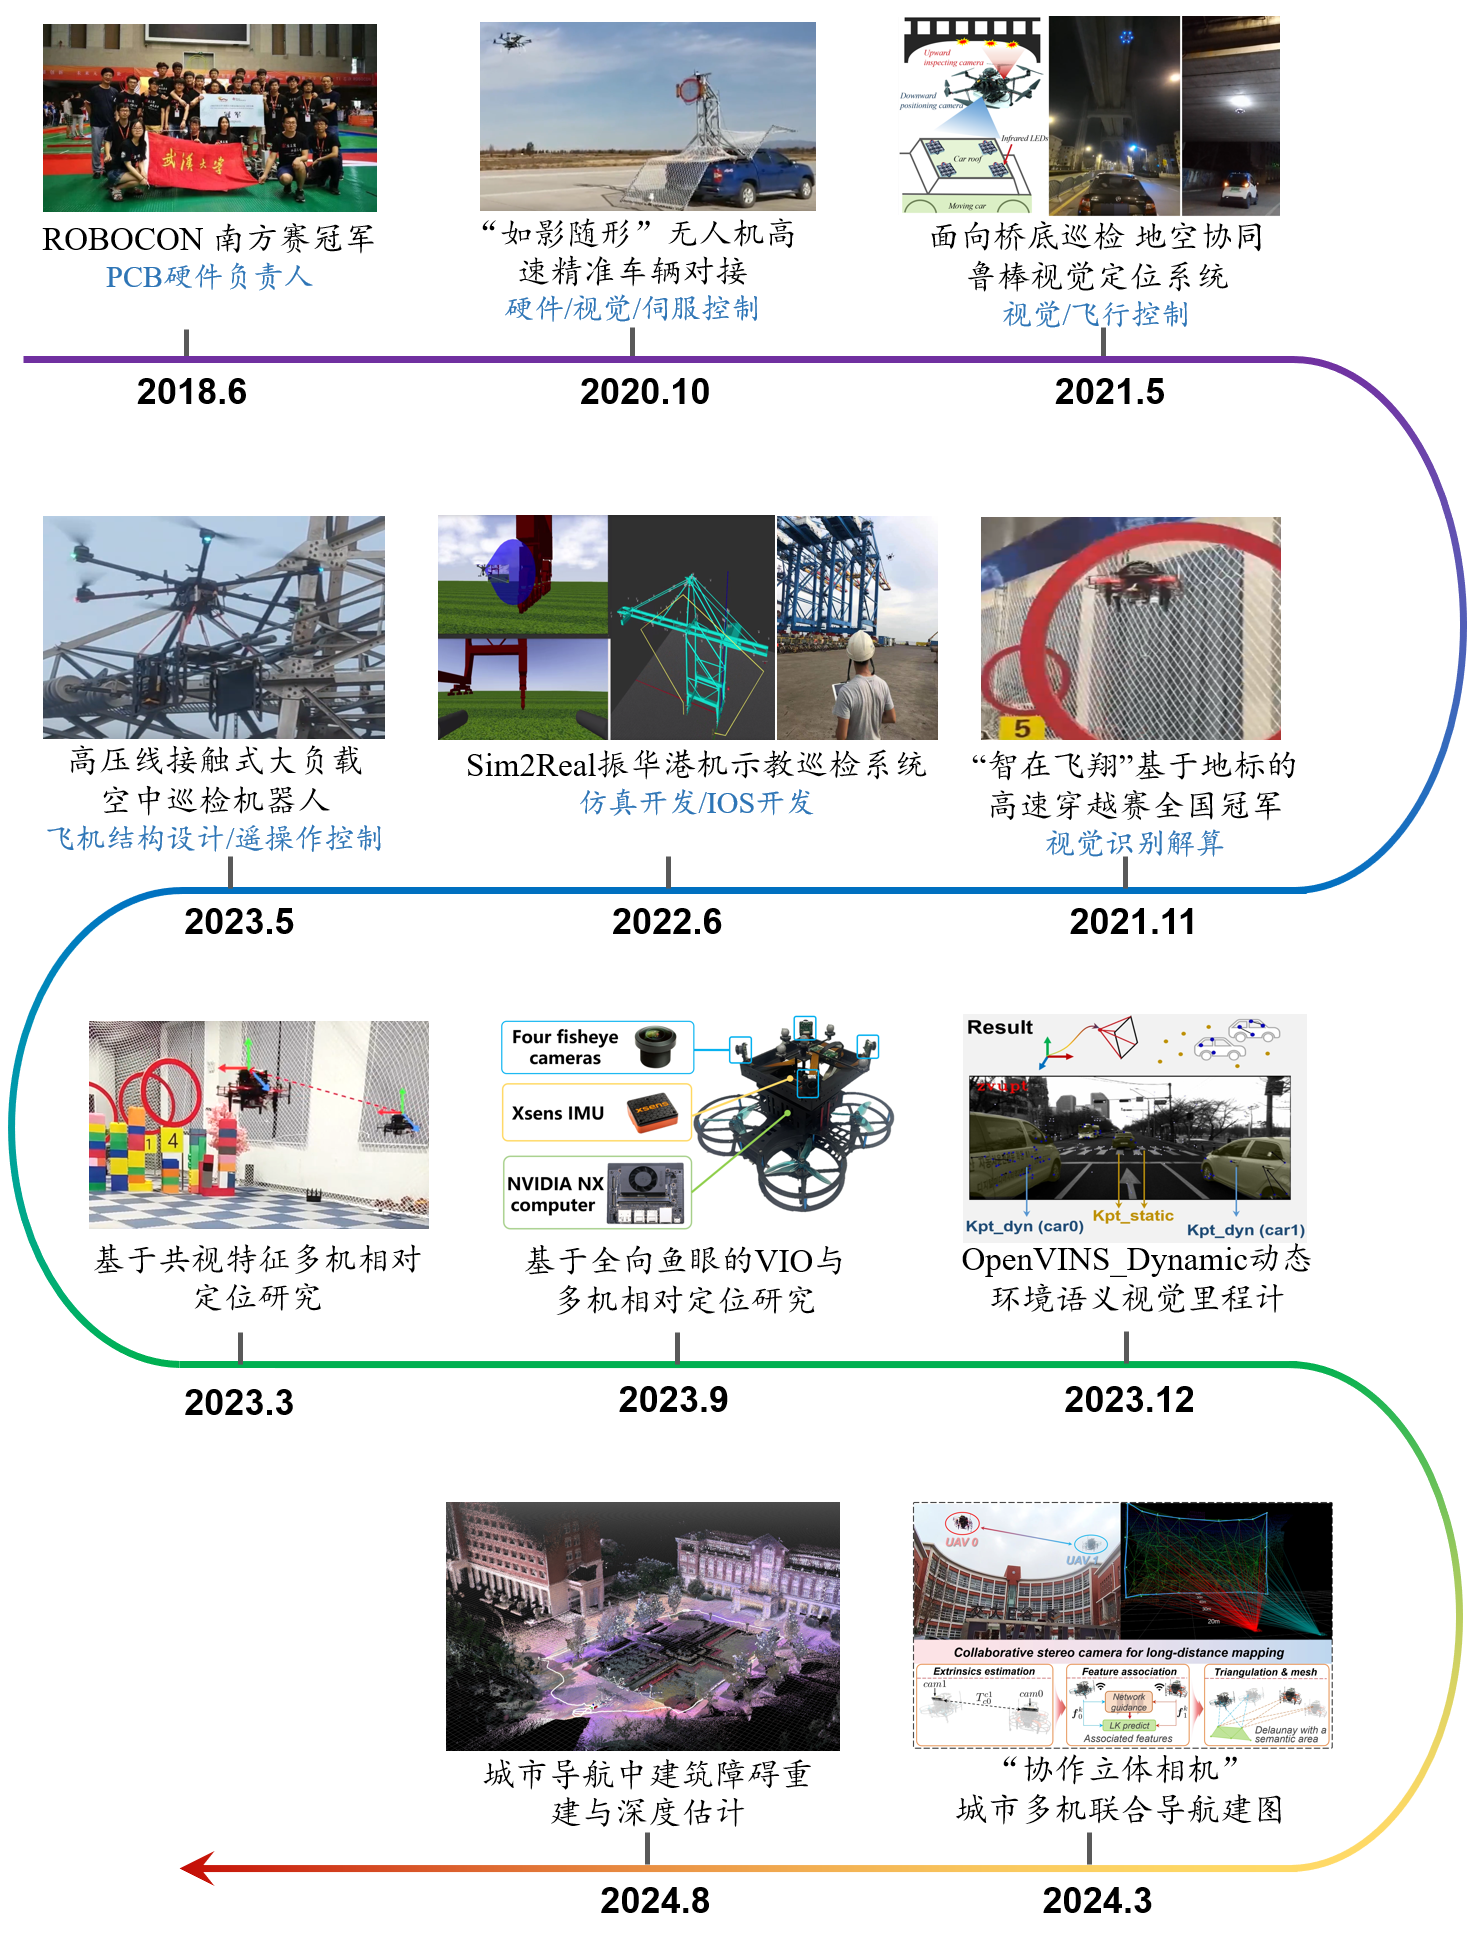 武汉大学
ROBOCON 南方赛冠军
PCB硬件负责人
2018.6
“如影随形”无人机高
速精准车辆对接
硬件/视觉/伺服控制
2020.10
Upward
inspecting camera
Downward
positioning camera
Infrared LEDs
Car roof
Moving car
面向桥底巡检 地空协同
鲁棒视觉定位系统
视觉/飞行控制
2021.5
高压线接触式大负载
空中巡检机器人
飞机结构设计/遥操作控制
2023.5
Sim2Real振华港机示教巡检系统
仿真开发/IOS开发
2022.6
5
“智在飞翔”基于地标的
高速穿越赛全国冠军
视觉识别解算
2021.11
1
4
基于共视特征多机相对
定位研究
2023.3
Four fisheye
cameras
Xsens IMU
xsens
NVIDIA NX
computer
基于全向鱼眼的VIO与
多机相对定位研究
2023.9
Result
zvupt
Kpt_dyn (car0)
Kpt_static
Kpt_dyn (car1)
OpenVINS_Dynamic动态
环境语义视觉里程计
2023.12
城市导航中建筑障碍重
建与深度估计
2024.8
UAV 0
UAV 1
20m
Collaborative stereo camera for long-distance mapping
Extrinsics estimation
cam1
cam0
Feature association
Network
guidance
LK predict
Associated features
Triangulation & mesh
Delaunay with a
semantic area
“协作立体相机”
城市多机联合导航建图
2024.3